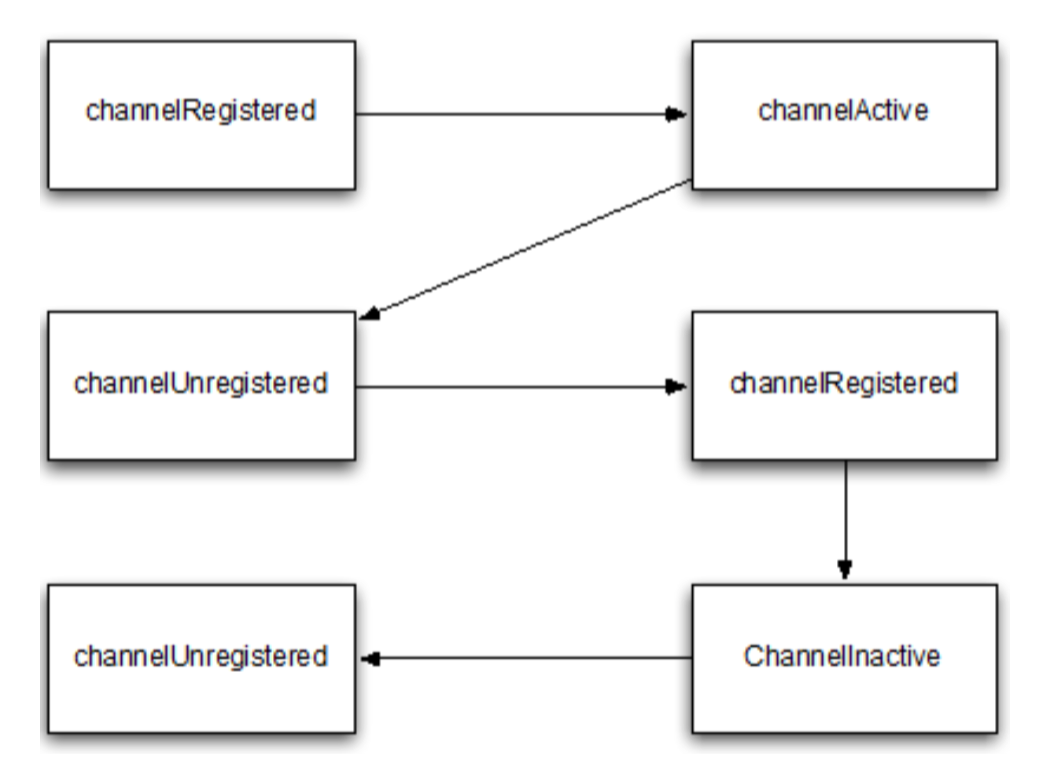 channelRegistered
channelActive
channelUnregistered
channelRegistered
channelUnregistered
ChannelInactive